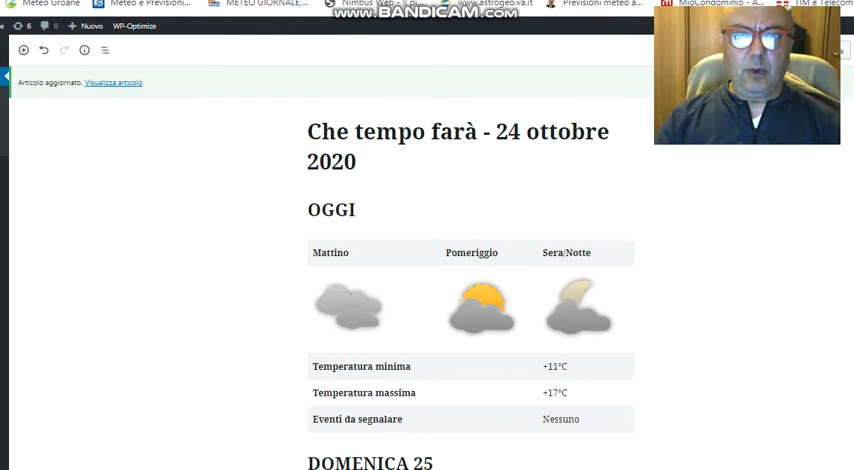 Meteo Groane
Meteo e Previsioni...
METEO GIORNALE,...
Nimbus Web - Il pi...
www.astrogeo.va.it
Previsioni meteo a...
MioCondominio - A...
TIM e Telecom
www.BANDICAM.com
e 6 0 Nuovo WP-Optimize
Articolo aggiornato. Visualizza articolo
Che tempo farà - 24 ottobre
2020
OGGI
Mattino Pomeriggio Sera/Notte
Temperatura minima +11°C
Temperatura massima +17°C
Eventi da segnalare Nessuno
DOMENICA 25